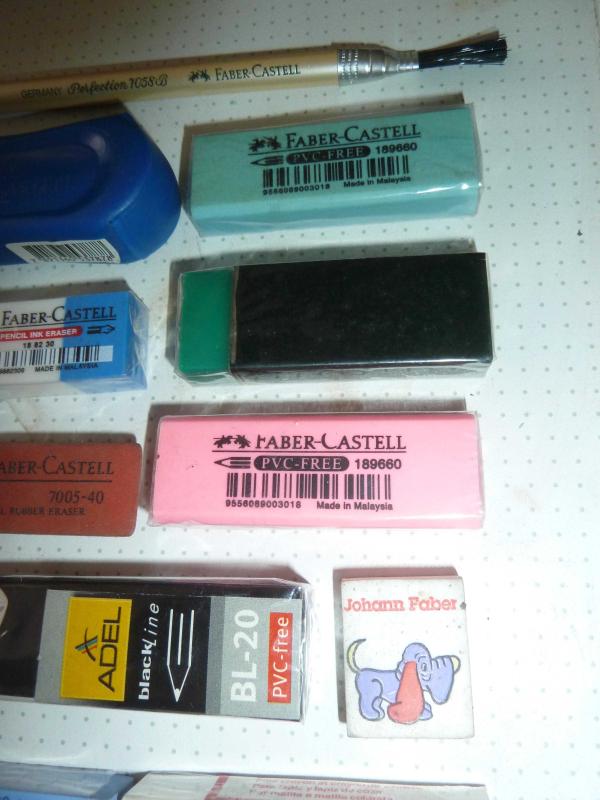 GERMANY Perfection 7058 B FABER-CASTELL
FABER-CASTELL
PVC-FREE 189660
9556089003018 Made in Malaysia
FABER-CASTELL
PENCIL INK ERASER
18 82 30
MADE IN MALAYSIA
FABER-CASTELL
PVC-FREE 189660
9556089003018 Made in Malaysia
ABER-CASTELL
7005-40
RUBBER ERASER
ADEL
blackline
BL-20
PVC-free
Johann Faber